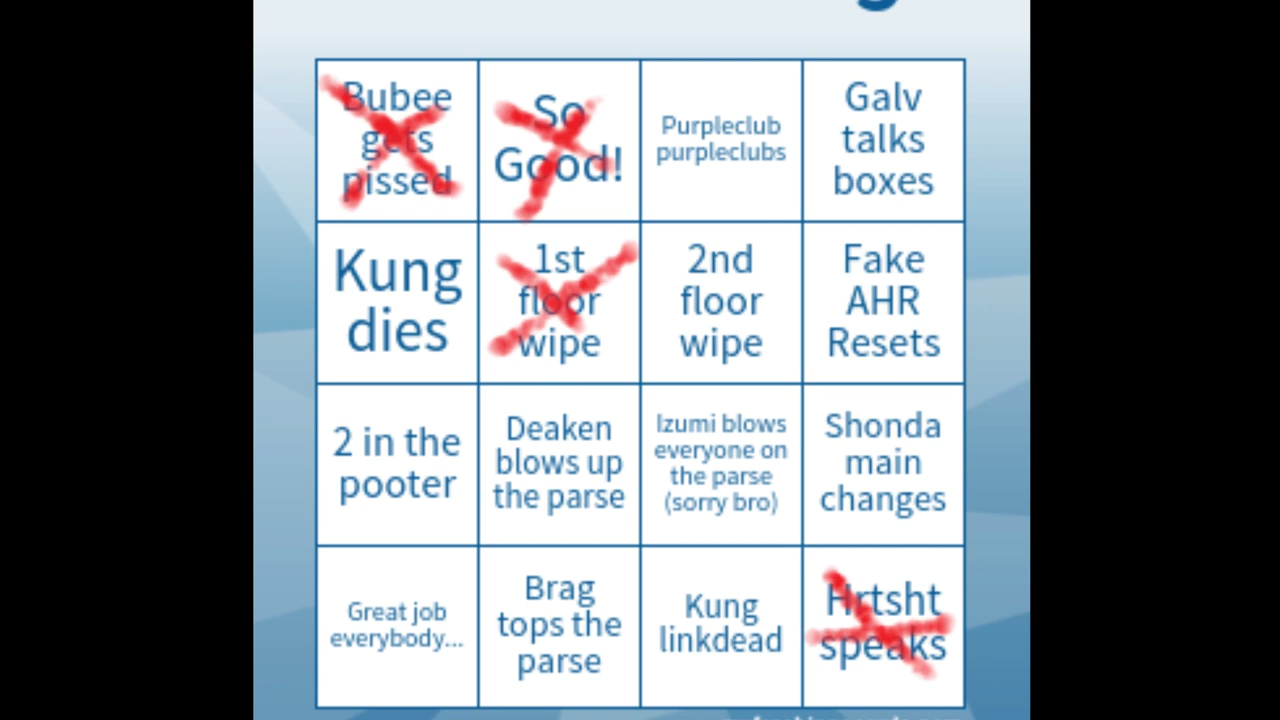 Bubee
gets
pissed
So
Good!
Purpleclub
purpleclubs
Galv
talks
boxes
Kung
dies
1st
floor
wipe
2nd
floor
wipe
Fake
AHR
Resets
2 in the
pooter
Deaken
blows up
the parse
Izumi blows
everyone on
the parse
(sorry bro)
Shonda
main
changes
Great job
everybody...
Brag
tops the
parse
Kung
linkdead
Hrtsht
speaks